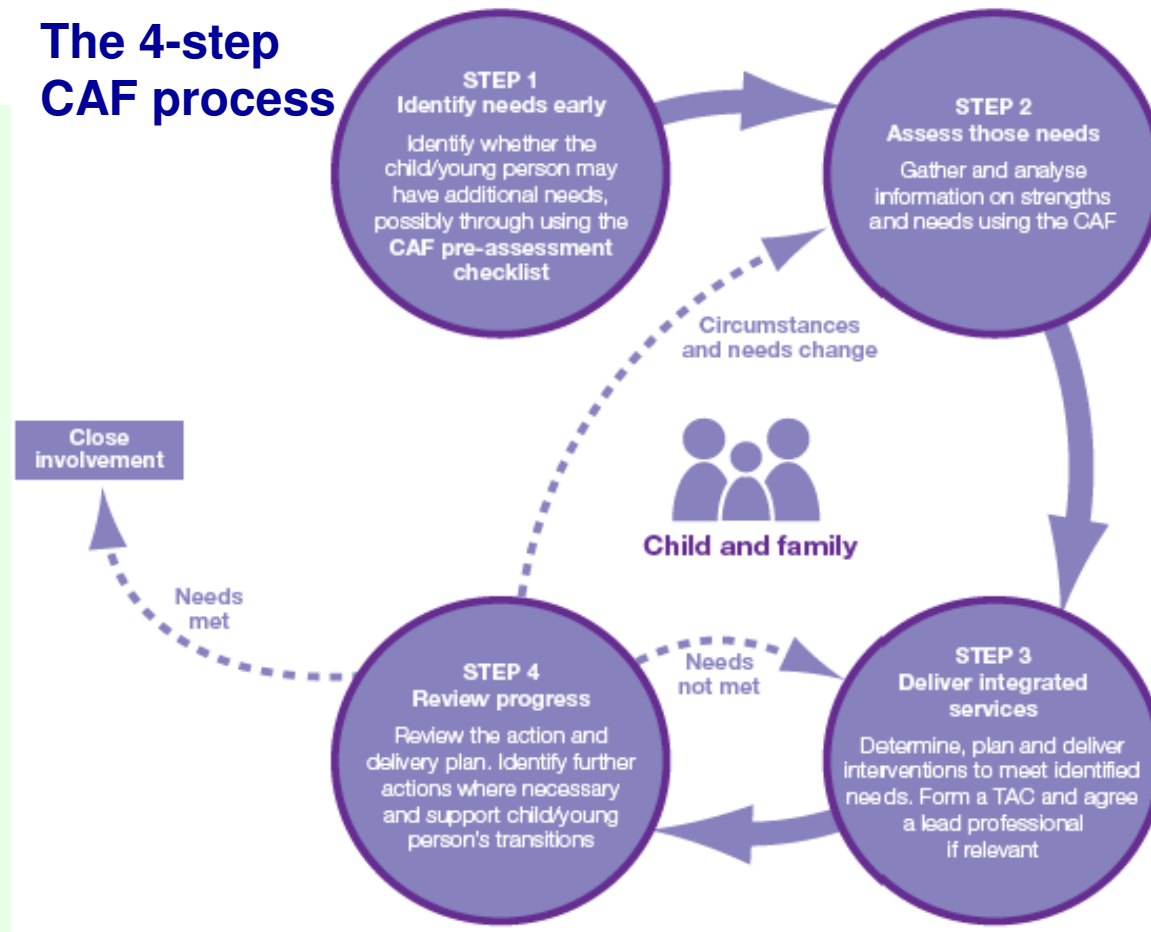 The 4-step
CAF process
STEP 1
Identify needs early
Identify whether the
child/young person may
have additional needs,
possibly through using the
CAF pre-assessment
checklist
STEP 2
Assess those needs
Gather and analyse
information on strengths
and needs using the CAF
Circumstances
and needs change
Close
involvement
Child and family
Needs
met
Needs
not met
STEP 3
Deliver integrated
services
Determine, plan and deliver
interventions to meet identified
needs. Form a TAC and agree
a lead professional
if relevant
STEP 4
Review progress
Review the action and
delivery plan. Identify further
actions where necessary
and support child/young
person's transitions